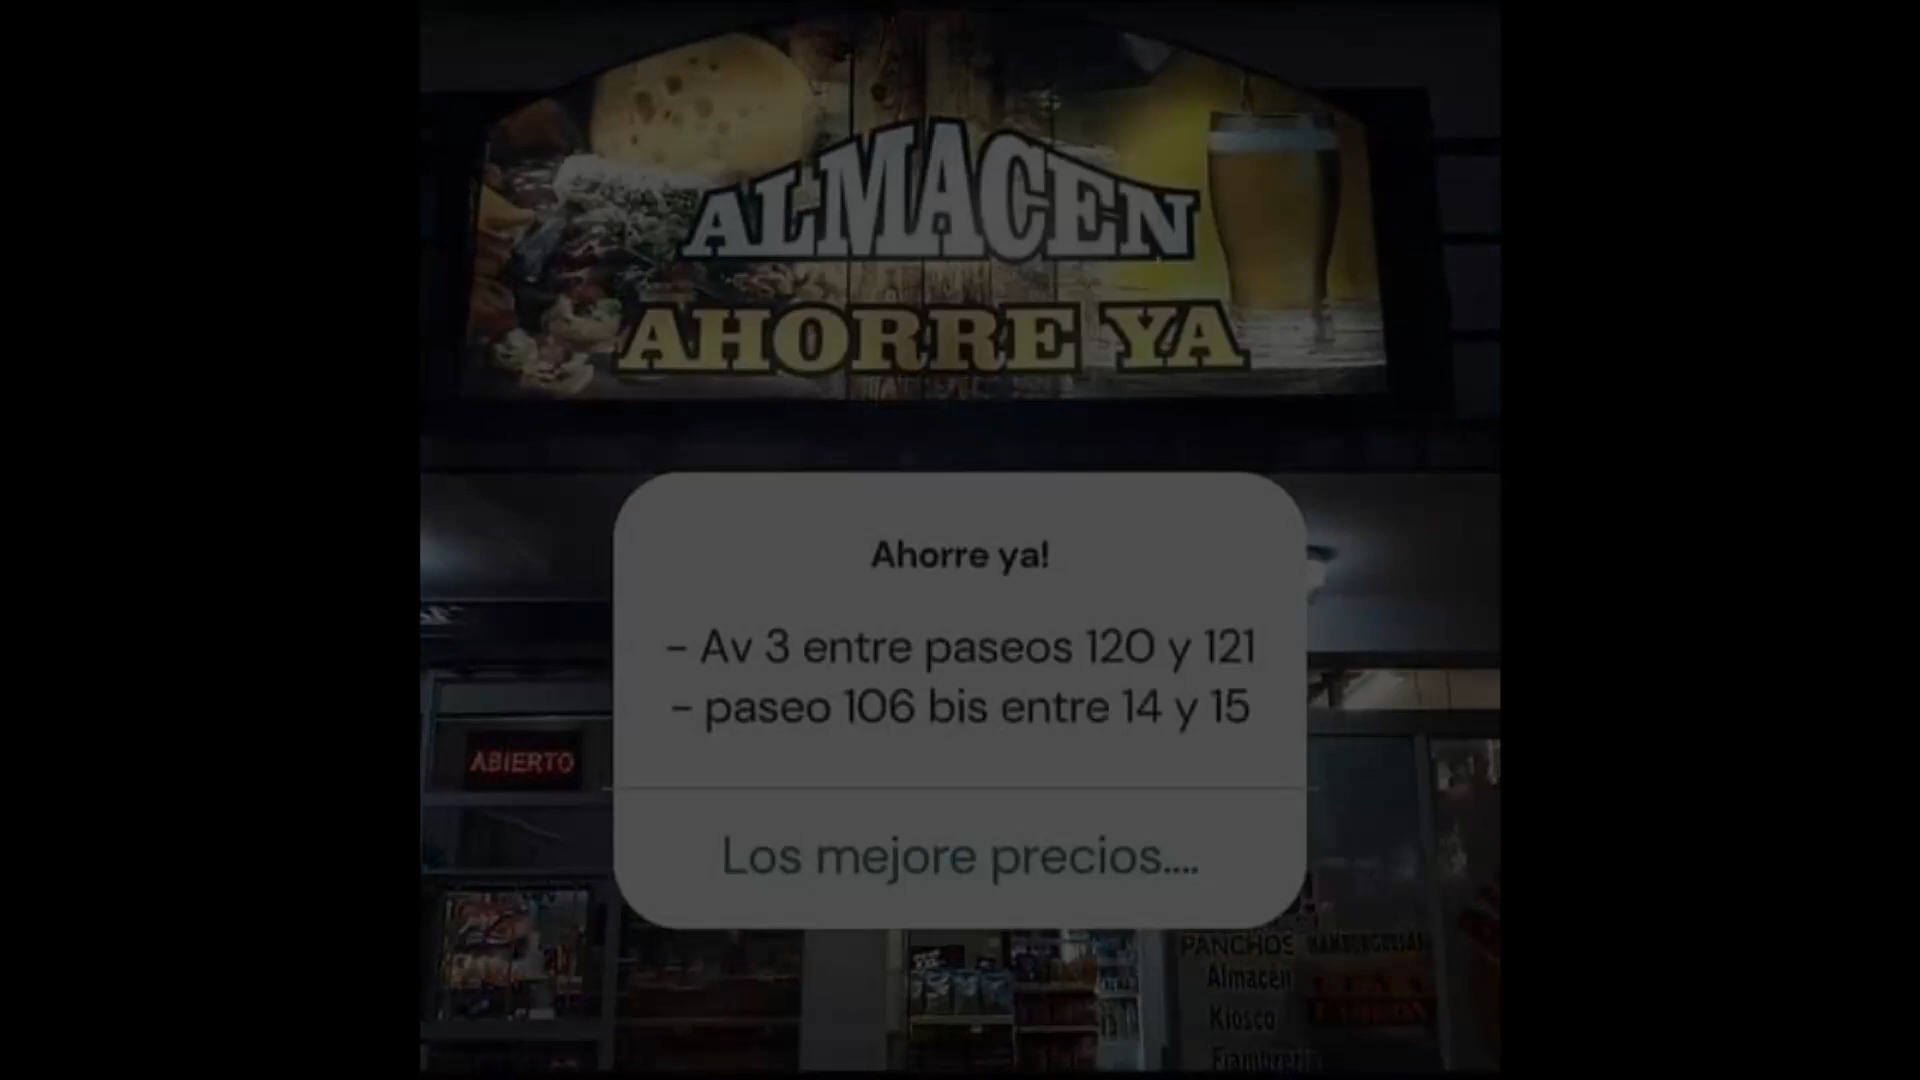 ALMACEN
AHORRE YA
Ahorre ya!
- Av 3 entre paseos 120 y 121
- paseo 106 bis entre 14 y 15
ABIERTO
Los mejore precios....
PANCHOS HAMBURGUESAS
Almacén
Kiosco
Fiambrería